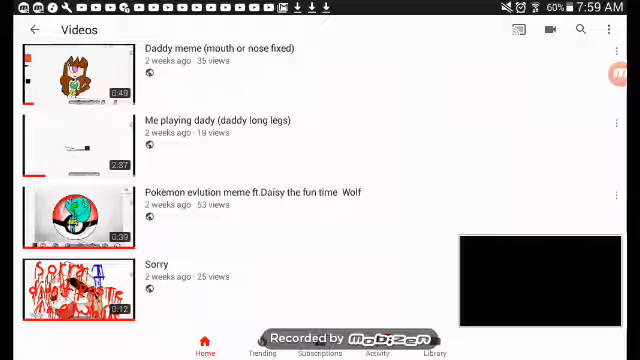 60% 7:59 AM
Videos
Daddy meme (mouth or nose fixed)
2 weeks ago · 35 views
0:49
Me playing dady (daddy long legs)
2 weeks ago · 19 views
2:37
Pokèmon evlution meme ft.Daisy the fun time Wolf
2 weeks ago · 53 views
0:39
Sorry
2 weeks ago · 25 views
Sorry
0:12
Recorded by MOBIZEN
Home Trending Subscriptions Activity Library